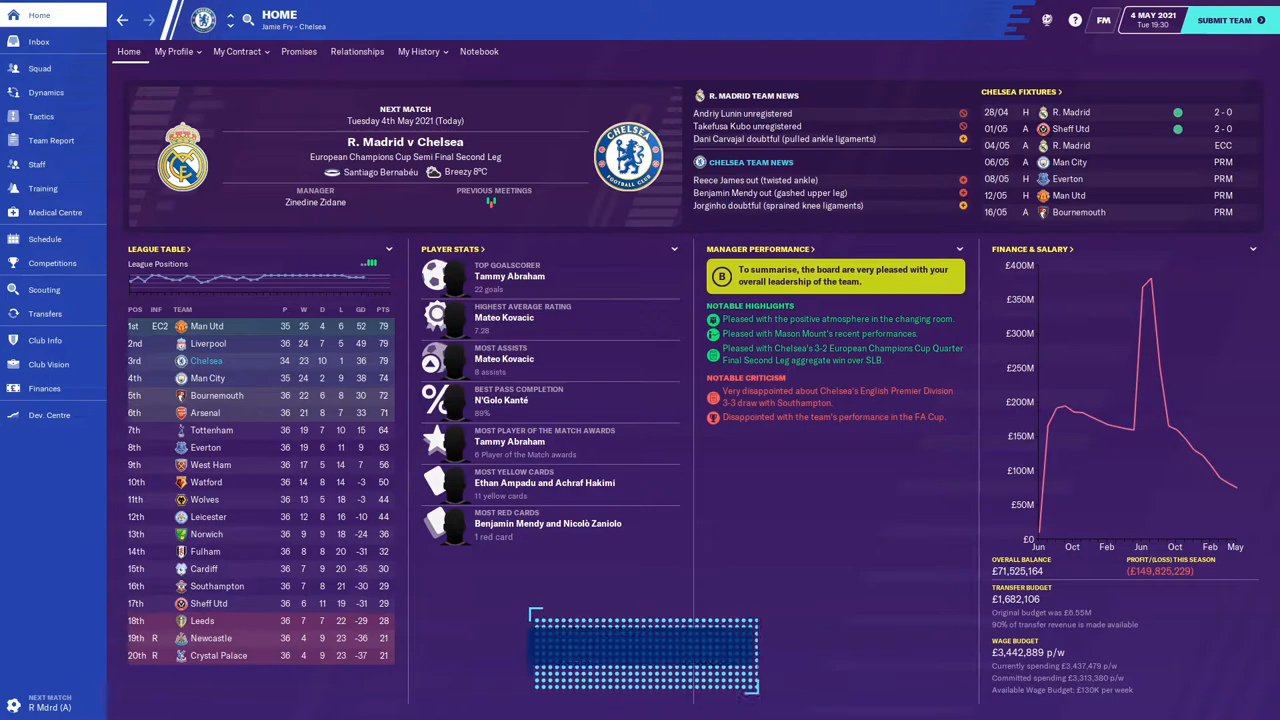 Home
HOME
Jamie Fry - Chelsea
FM
4 MAY 2021
Tue 19:30
SUBMIT TEAM
Inbox
Squad
Dynamics
Tactics
Team Report
Staff
Training
Medical Centre
Schedule
Competitions
Scouting
Transfers
Club Info
Club Vision
Finances
Dev. Centre
NEXT MATCH
R Mdrd (A)
Home
My Profile
My Contract
Promises
Relationships
My History
Notebook
NEXT MATCH
Tuesday 4th May 2021 (Today)
R. Madrid v Chelsea
European Champions Cup Semi Final Second Leg
Santiago Bernabéu Breezy 8ºC
MANAGER
Zinedine Zidane
PREVIOUS MEETINGS
CHELSEA
FOOTBALL CLUB
R. MADRID TEAM NEWS
Andriy Lunin unregistered
Takefusa Kubo unregistered
Dani Carvajal doubtful (pulled ankle ligaments)
CHELSEA TEAM NEWS
Reece James out (twisted ankle)
Benjamin Mendy out (gashed upper leg)
Jorginho doubtful (sprained knee ligaments)
CHELSEA FIXTURES >
28/04 H R. Madrid 2 - 0
01/05 A Sheff Utd 2 - 0
04/05 A R. Madrid ECC
06/05 A Man City PRM
08/05 H Everton PRM
12/05 H Man Utd PRM
16/05 A Bournemouth PRM
LEAGUE TABLE >
League Positions
POS INF TEAM P W D L GD PTS
1st EC2 Man Utd 35 25 4 6 52 79
2nd Liverpool 36 24 7 5 49 79
3rd Chelsea 34 23 10 1 36 79
4th Man City 35 24 2 9 38 74
5th Bournemouth 36 22 6 8 30 72
6th Arsenal 36 21 8 7 33 71
7th Tottenham 36 19 7 10 15 64
8th Everton 36 19 6 11 9 63
9th West Ham 36 17 5 14 7 56
10th Watford 36 14 8 14 -3 50
11th Wolves 36 13 5 18 -3 44
12th Leicester 36 12 8 16 -10 44
13th Norwich 36 9 9 18 -24 36
14th Fulham 36 8 8 20 -31 32
15th Cardiff 36 7 9 20 -35 30
16th Southampton 36 7 8 21 -30 29
17th Sheff Utd 36 6 11 19 -31 29
18th Leeds 36 7 7 22 -29 28
19th R Newcastle 36 4 9 23 -36 21
20th R Crystal Palace 36 4 9 23 -37 21
PLAYER STATS >
TOP GOALSCORER
Tammy Abraham
22 goals
HIGHEST AVERAGE RATING
Mateo Kovacic
7.28
MOST ASSISTS
Mateo Kovacic
8 assists
BEST PASS COMPLETION
N'Golo Kanté
89%
MOST PLAYER OF THE MATCH AWARDS
Tammy Abraham
6 Player of the Match awards
MOST YELLOW CARDS
Ethan Ampadu and Achraf Hakimi
11 yellow cards
MOST RED CARDS
Benjamin Mendy and Nicolò Zaniolo
1 red card
MANAGER PERFORMANCE >
B
To summarise, the board are very pleased with your
overall leadership of the team.
NOTABLE HIGHLIGHTS
Pleased with the positive atmosphere in the changing room.
Pleased with Mason Mount's recent performances.
Pleased with Chelsea's 3-2 European Champions Cup Quarter
Final Second Leg aggregate win over SLB.
NOTABLE CRITICISM
Very disappointed about Chelsea's English Premier Division
3-3 draw with Southampton.
Disappointed with the team's performance in the FA Cup.
FINANCE & SALARY >
£400M
£350M
£300M
£250M
£200M
£150M
£100M
£50M
£0
Jun Oct Feb Jun Oct Feb May
OVERALL BALANCE
£71,525,164
PROFIT/(LOSS) THIS SEASON
(£149,825,229)
TRANSFER BUDGET
£1,682,106
Original budget was £6.55M
90% of transfer revenue is made available
WAGE BUDGET
£3,442,889 p/w
Currently spending £3,437,479 p/w
Committed spending £3,313,380 p/w
Available Wage Budget: £130K per week